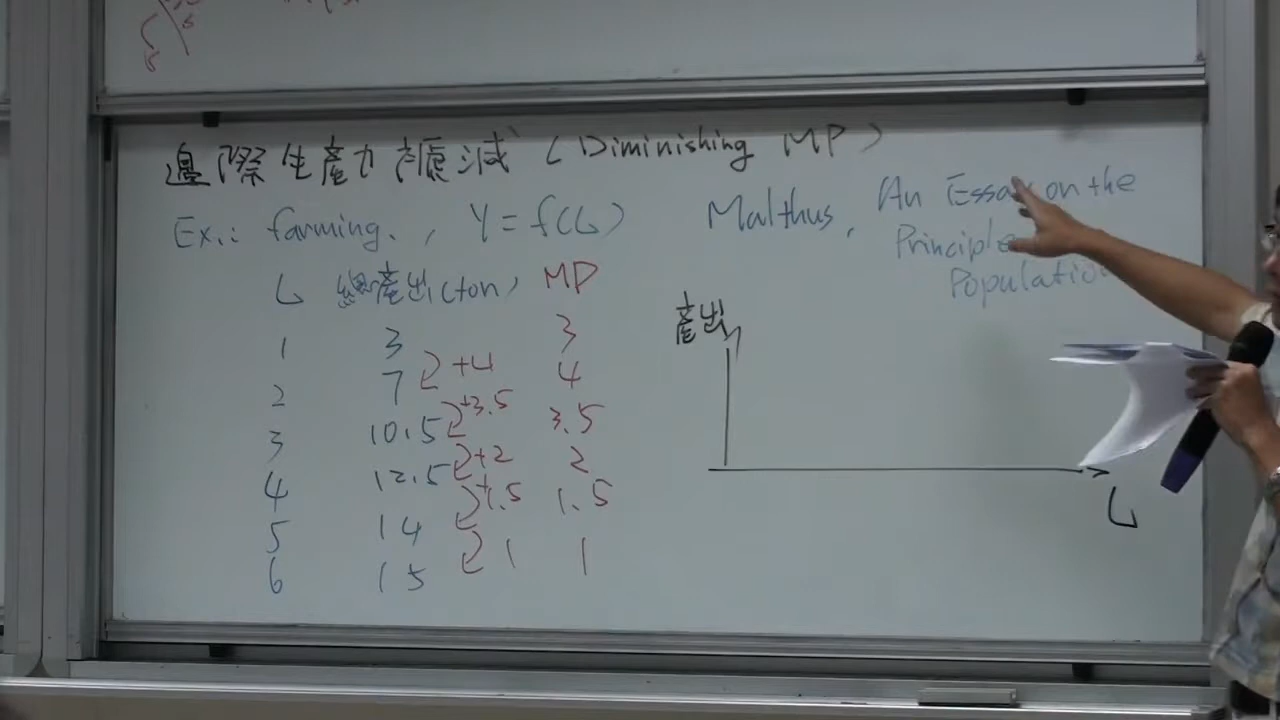 邊際生產力遞減 (Diminishing MP)
Ex.: farming. , Y = f(L)
L 總產出(ton) MP
1 3 3
+4
2 7 4
+3.5
3 10.5 3.5
+2
4 12.5 2
+1.5
5 14 1.5
1
6 15 1
Malthus, An Essay on the
Principle
Population
產出
L